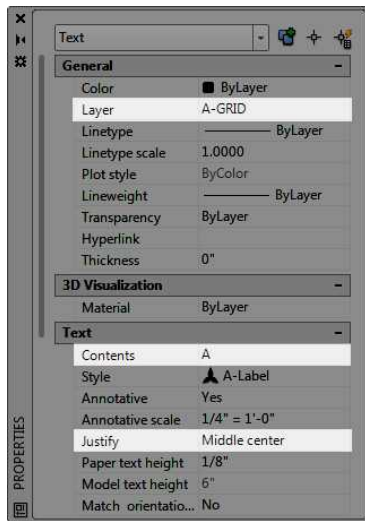 Text
General
Color ByLayer
Layer A-GRID
Linetype ByLayer
Linetype scale 1.0000
Plot style ByColor
Lineweight ByLayer
Transparency ByLayer
Hyperlink
Thickness 0"
3D Visualization
Material ByLayer
Text
Contents A
Style A-Label
Annotative Yes
Annotative scale 1/4" = 1'-0"
Justify Middle center
Paper text height 1/8"
Model text height 6"
Match orientatio... No
PROPERTIES